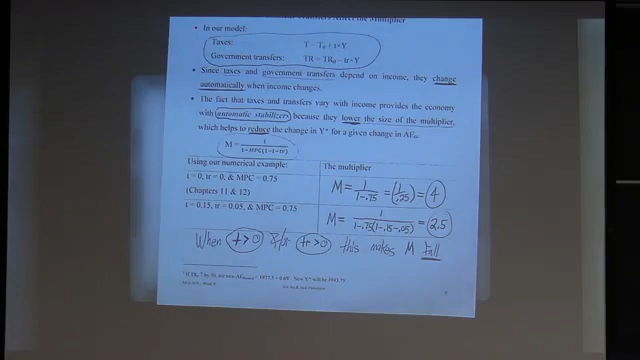 Transfers Affect the Multiplier
• In our model:
Taxes: T = T₀ + t×Y
Government transfers: TR = TR₀ – tr×Y
• Since taxes and government transfers depend on income, they change
automatically when income changes.
• The fact that taxes and transfers vary with income provides the economy
with automatic stabilizers because they lower the size of the multiplier,
which helps to reduce the change in Y* for a given change in AE₀.
M = 1/(1–MPC(1–t–tr))
Using our numerical example: The multiplier
t=0, tr=0, & MPC = 0.75
(Chapters 11 & 12)
M = 1/(1-.75) = (1/.25) = 4
t=0.15, tr=0.05, & MPC = 0.75
M = 1/(1-.75(1-.15-.05)) = 2.5
When t>0 &/or tr>0 this makes M fall